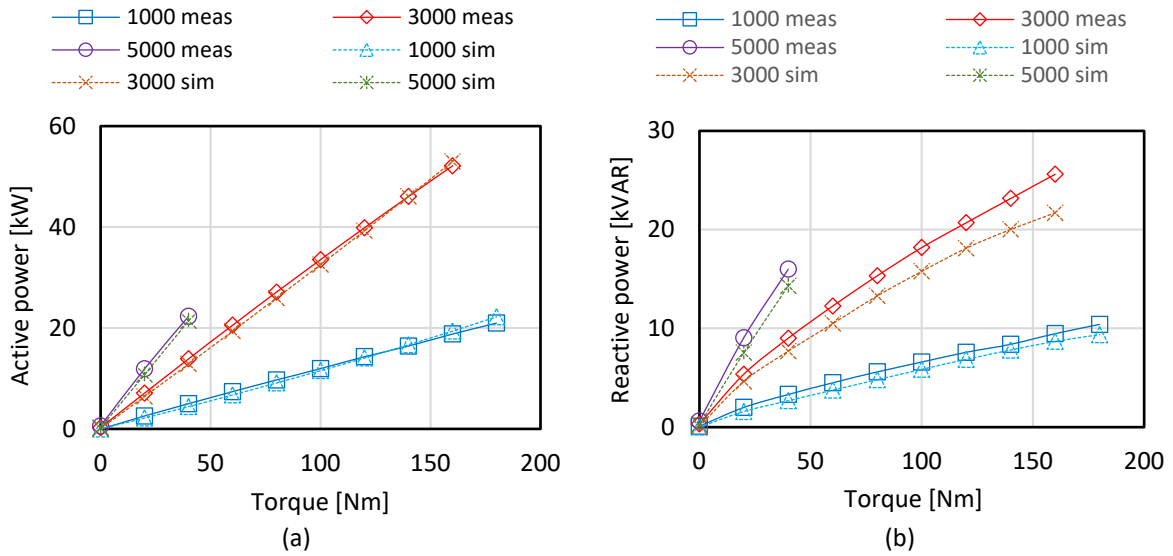 1000 meas 3000 meas
5000 meas 1000 sim
3000 sim 5000 sim
60
40
20
0
0 50 100 150 200
Active power [kW]
Torque [Nm]
(a)
1000 meas 3000 meas
5000 meas 1000 sim
3000 sim 5000 sim
30
20
10
0
0 50 100 150 200
Reactive power [kVAR]
Torque [Nm]
(b)